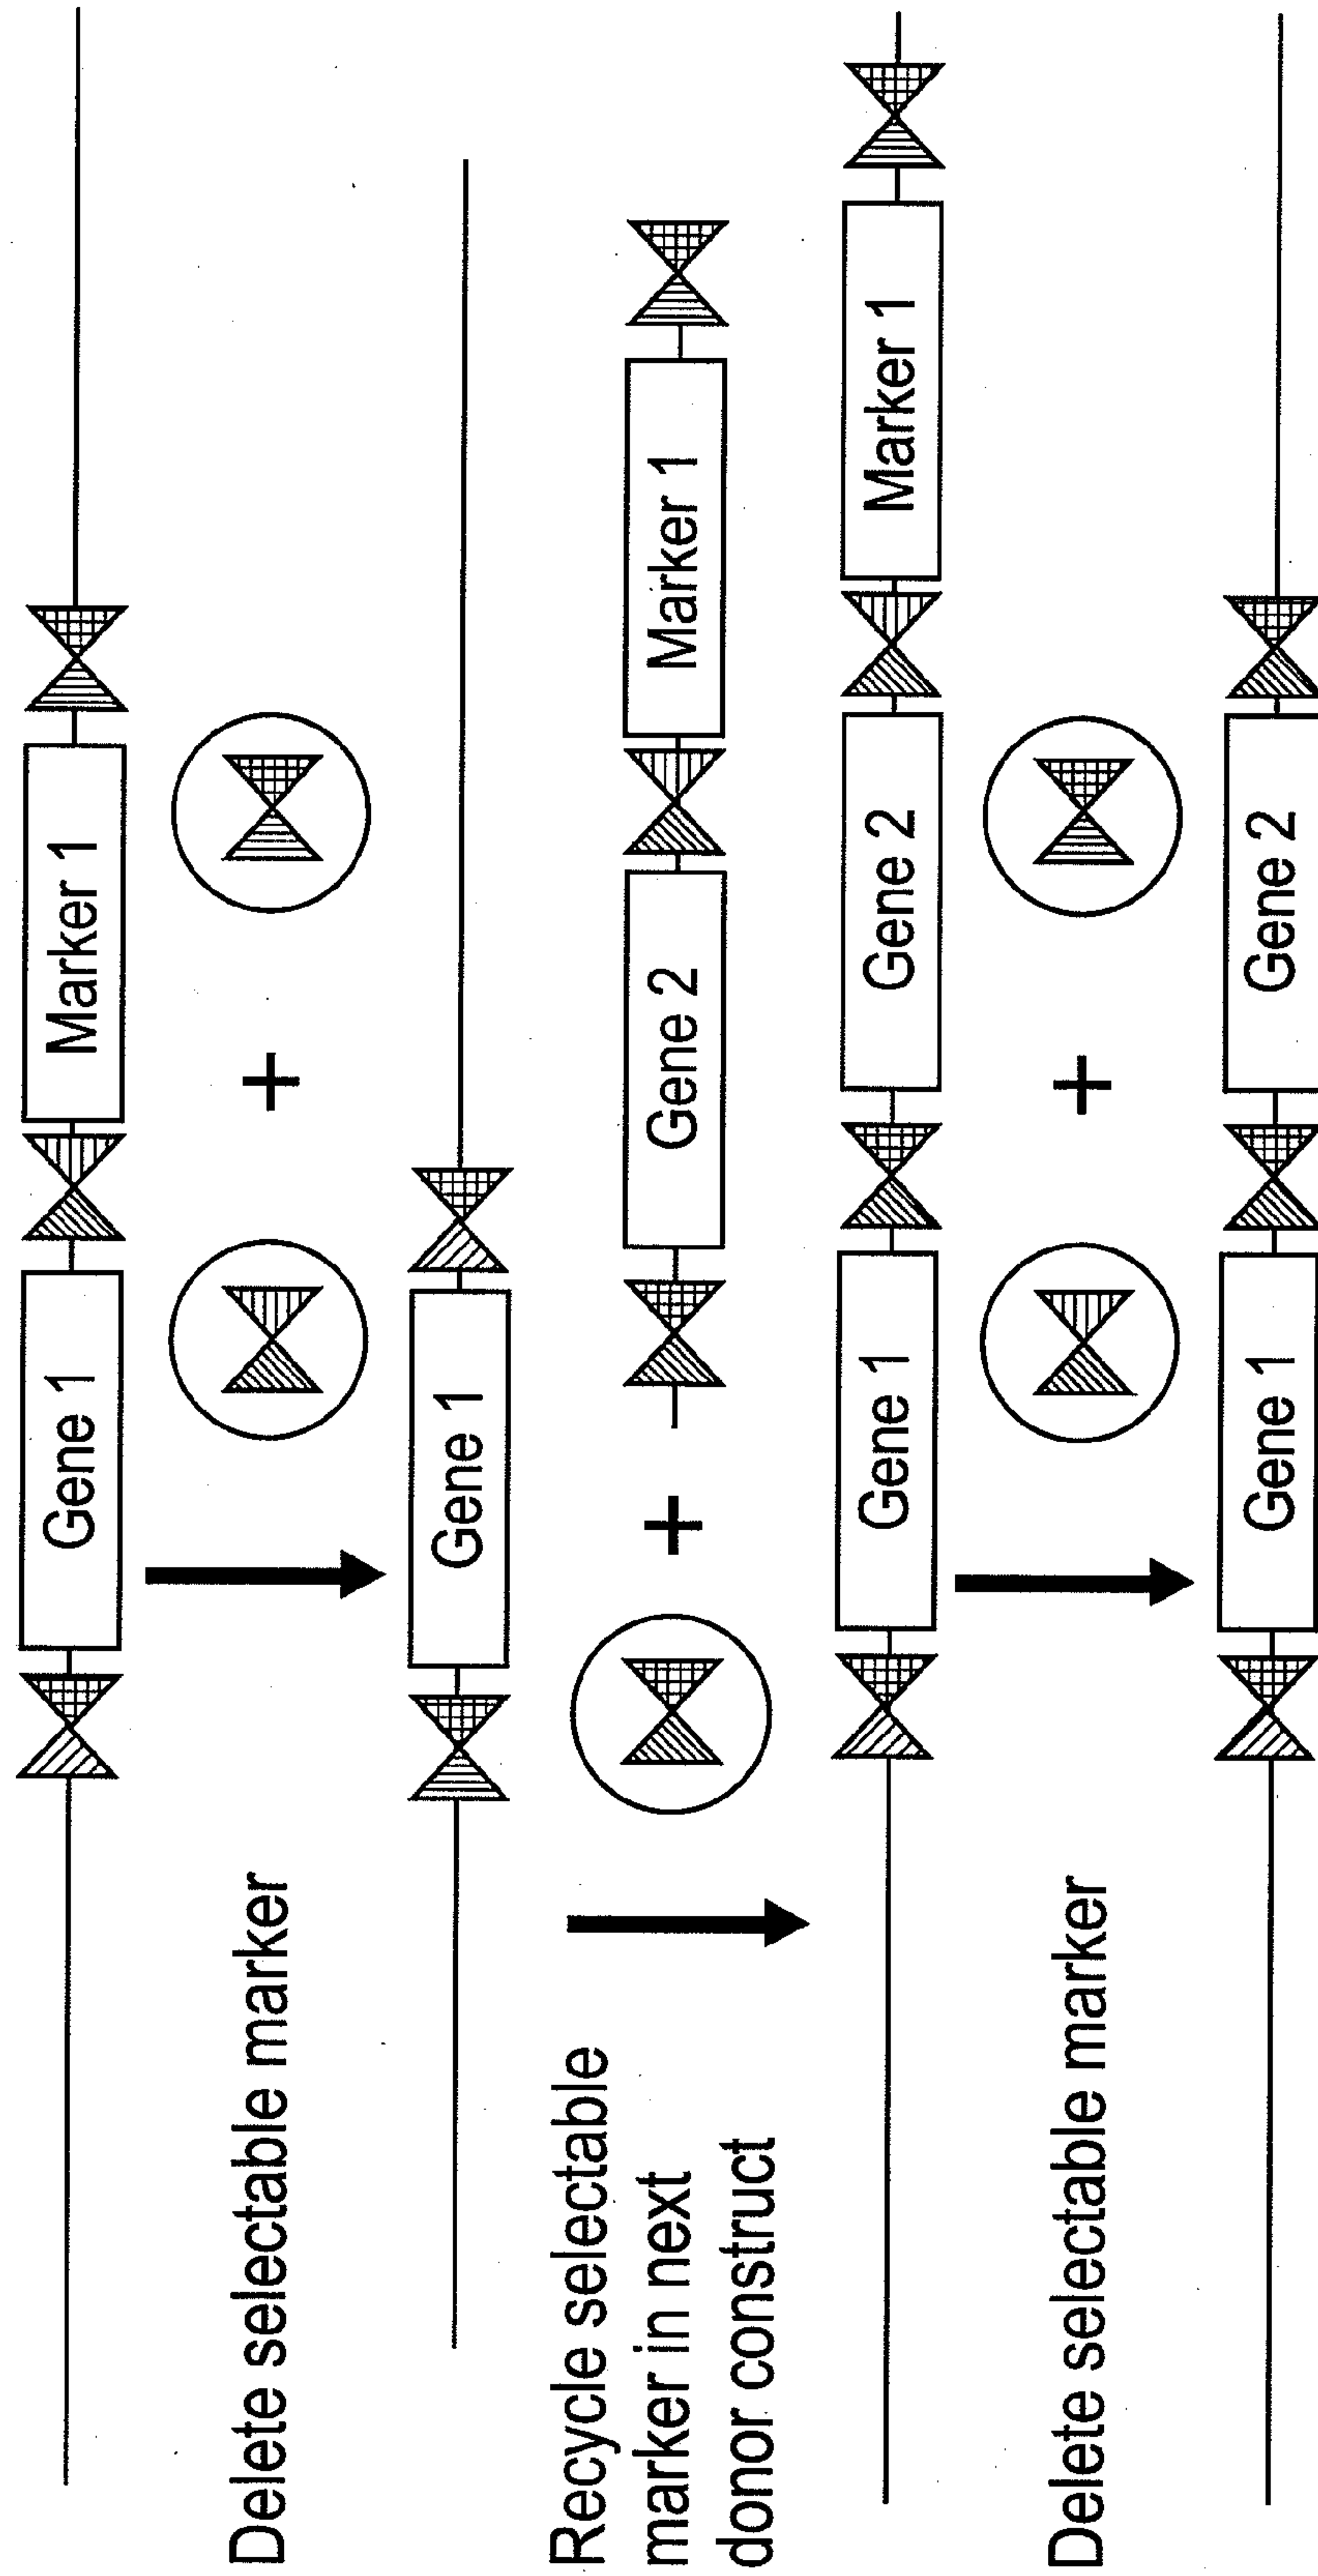 Gene 1
Marker 1
Delete selectable marker
+
Gene 1
Recycle selectable
marker in next
donor construct
+
Gene 2
Marker 1
Gene 1
Gene 2
Marker 1
Delete selectable marker
+
Gene 1
Gene 2